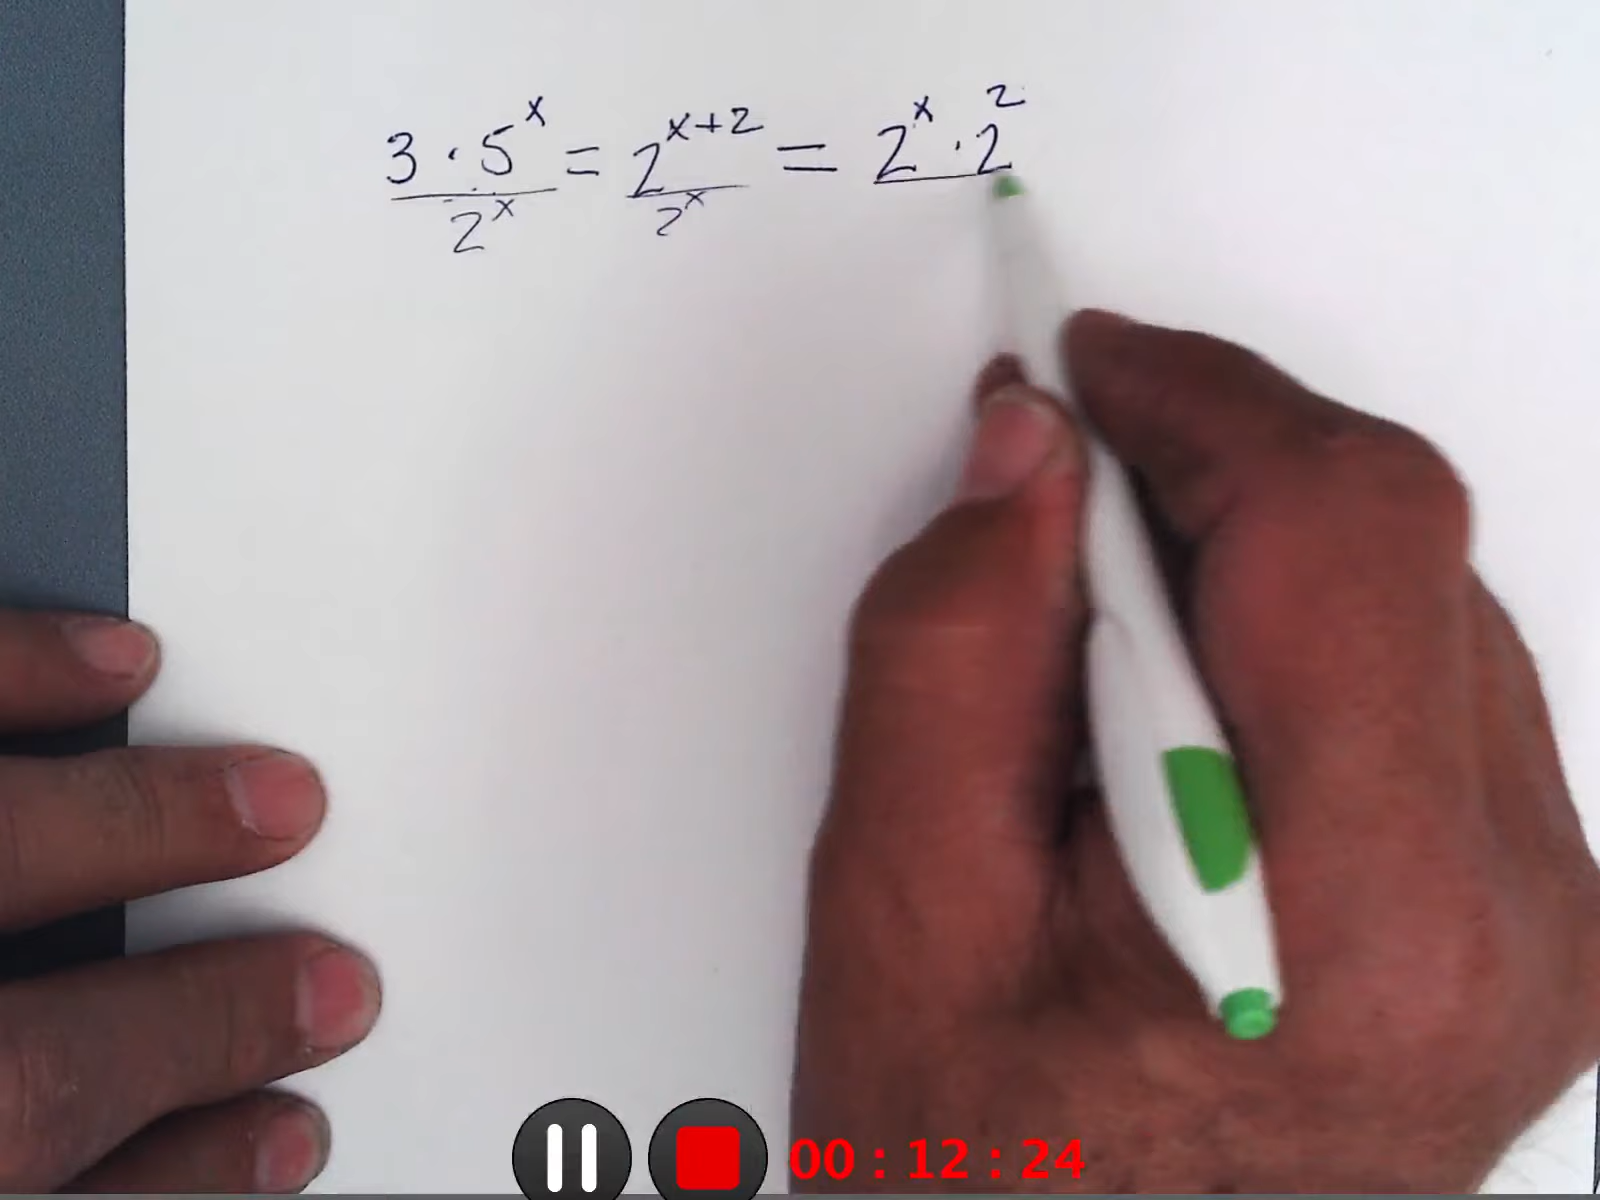 3 · 5^x = 2^{x+2} = 2^x · 2^2
2^x 2^x
00 : 12 : 24